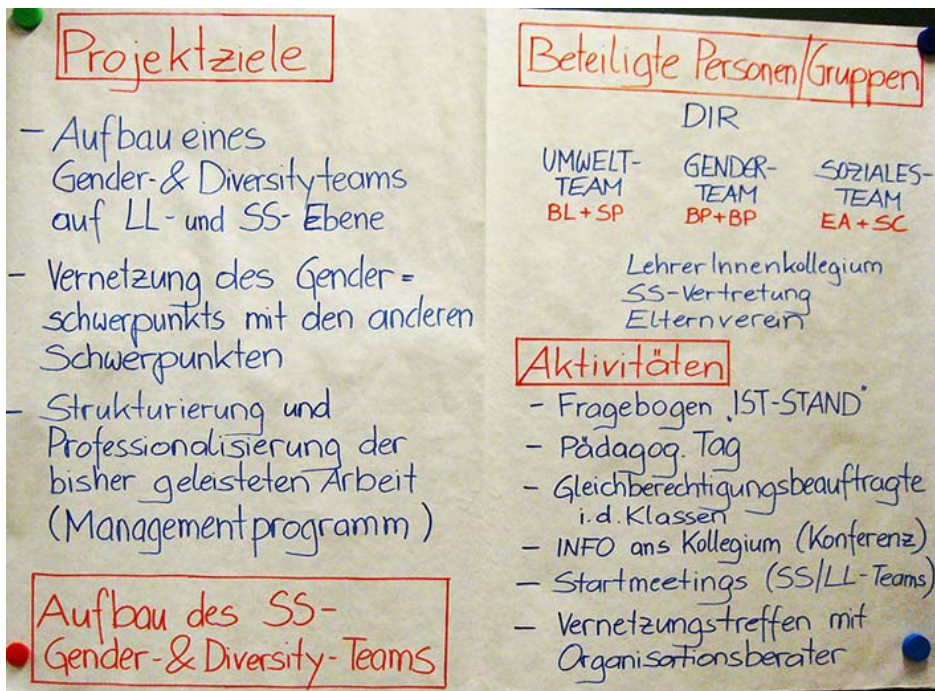 Projektziele
- Aufbau eines
Gender-& Diversityteams
auf LL- und SS-Ebene
- Vernetzung des Gender=
schwerpunkts mit den anderen
Schwerpunkten
- Strukturierung und
Professionalisierung der
bisher geleisteten Arbeit
(Managementprogramm)
Aufbau des SS-
Gender-& Diversity-Teams
Beteiligte Personen/Gruppen
DIR
UMWELT-
TEAM
BL+SP
GENDER-
TEAM
BP+BP
SOZIALES-
TEAM
EA+SC
LehrerInnenkollegium
SS-Vertretung
Elternverein
Aktivitäten
- Fragebogen "IST-STAND"
- Pädagog. Tag
- Gleichberechtigungsbeauftragte
i.d. Klassen
- INFO ans Kollegium (Konferenz)
- Startmeetings (SS/LL-Teams)
- Vernetzungstreffen mit
Organisationsberater